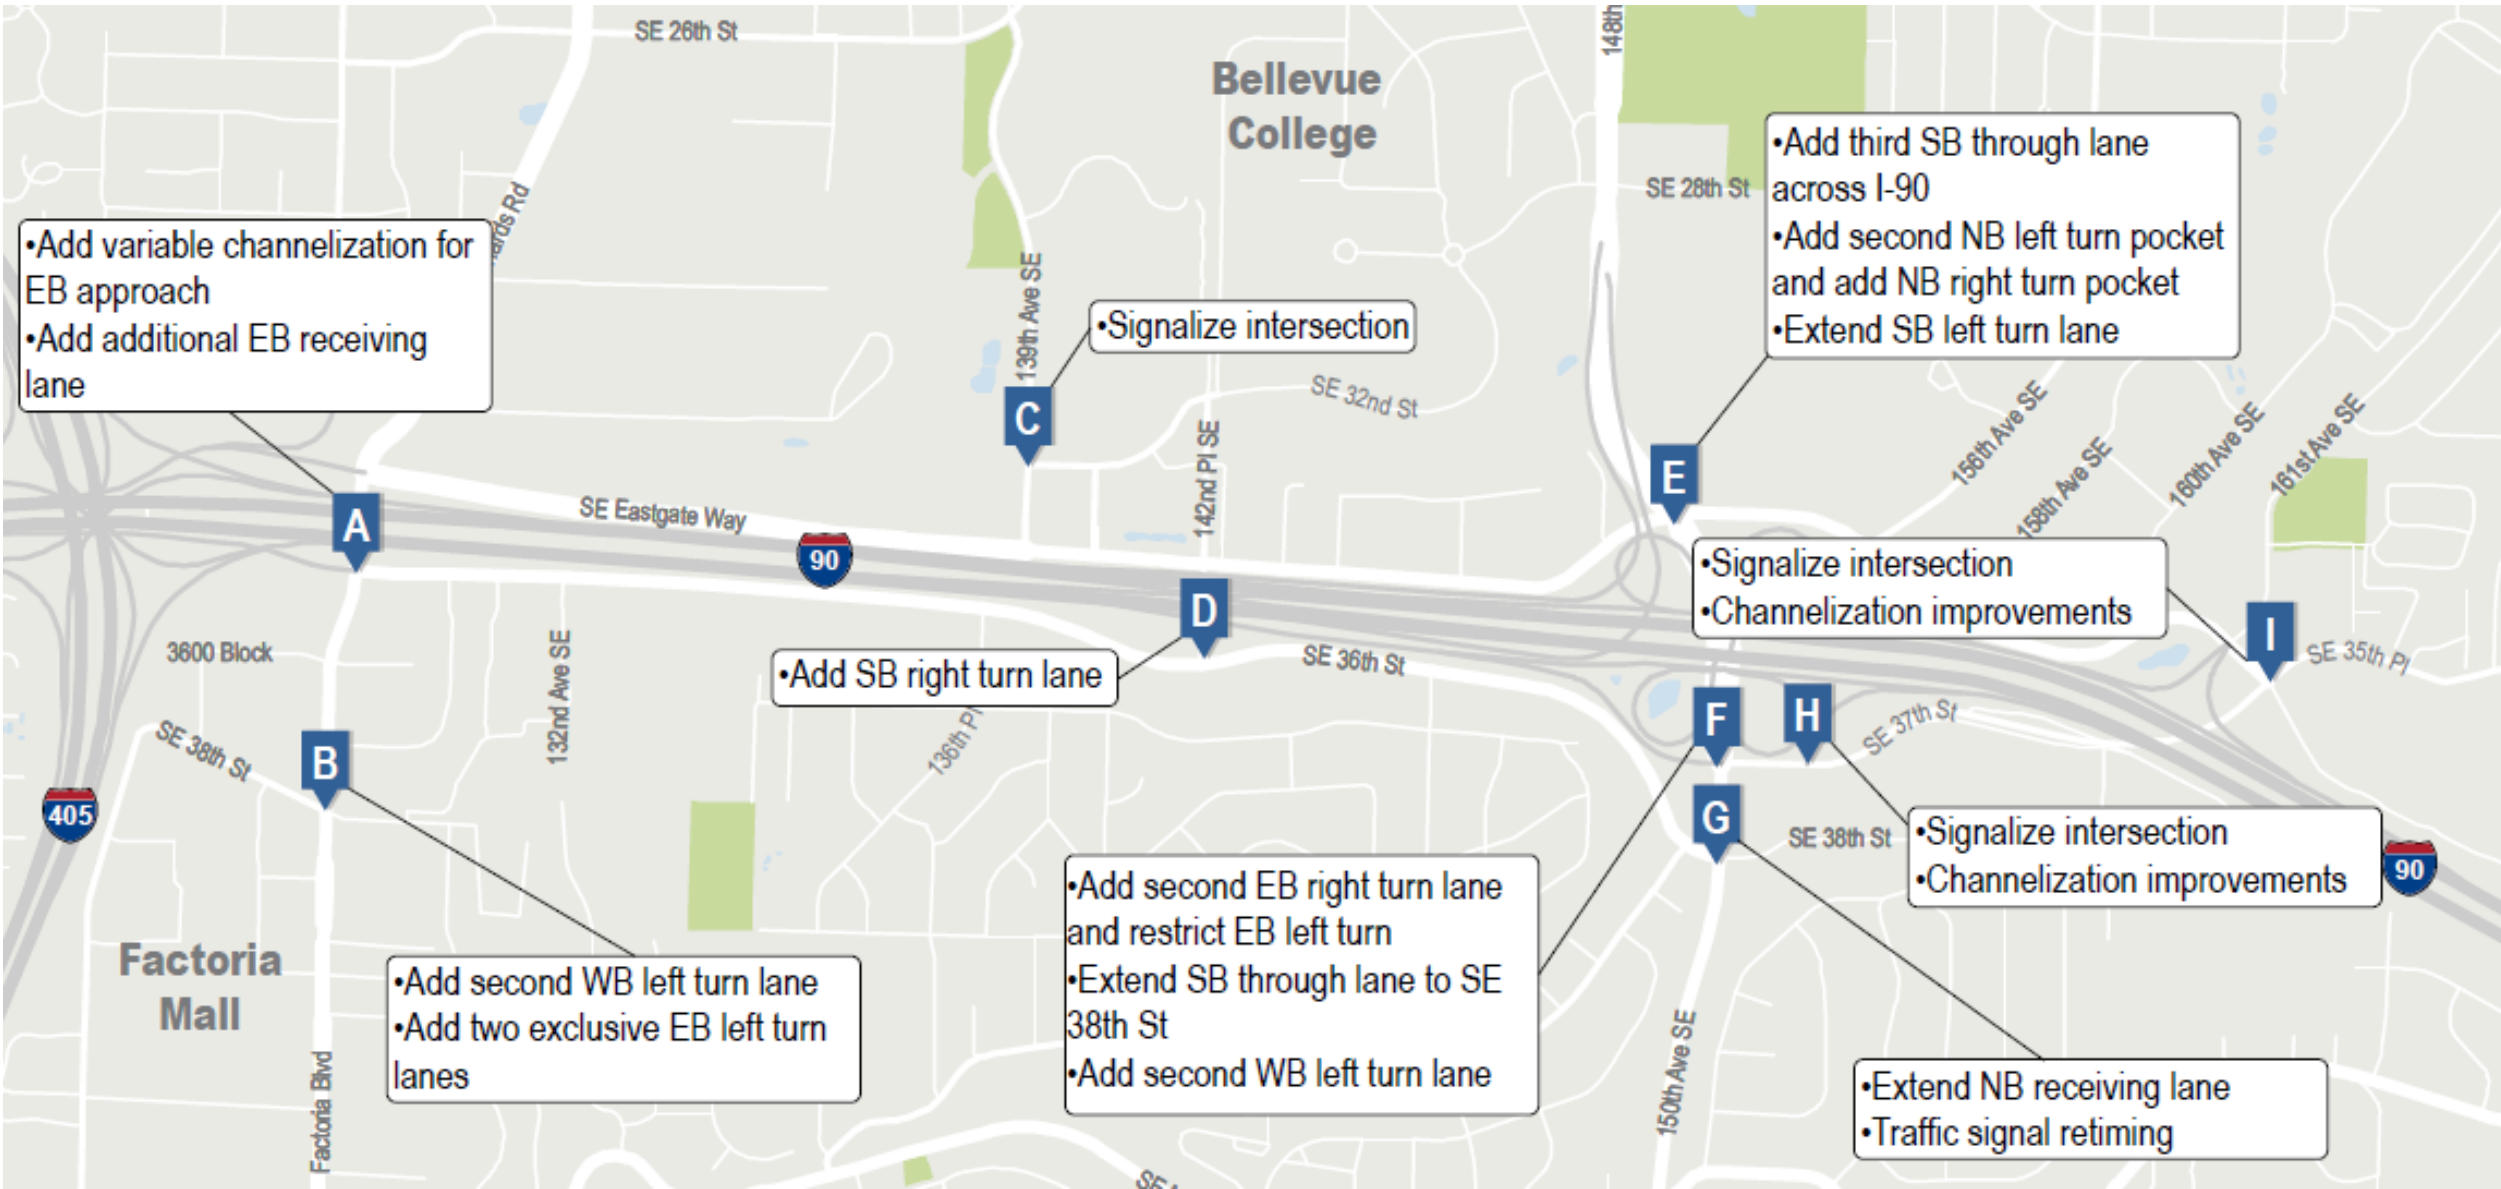 SE 26th St
148th
Bellevue
College
•Add third SB through lane
across I-90
•Add second NB left turn pocket
and add NB right turn pocket
•Extend SB left turn lane
SE 28th St
•Add variable channelization for
EB approach
•Add additional EB receiving
lane
ards Rd
139th Ave SE
•Signalize intersection
C
SE 32nd St
142nd Pl SE
E
156th Ave SE
158th Ave SE
160th Ave SE
161st Ave SE
A
SE Eastgate Way
90
•Signalize intersection
•Channelization improvements
D
I
SE 35th Pl
3600 Block
132nd Ave SE
•Add SB right turn lane
SE 36th St
136th Pl
F
H
SE 37th St
SE 38th St
B
405
G
SE 38th St
•Signalize intersection
•Channelization improvements
90
•Add second EB right turn lane
and restrict EB left turn
•Extend SB through lane to SE
38th St
•Add second WB left turn lane
Factoria
Mall
•Add second WB left turn lane
•Add two exclusive EB left turn
lanes
Factoria Blvd
150th Ave SE
•Extend NB receiving lane
•Traffic signal retiming
SE